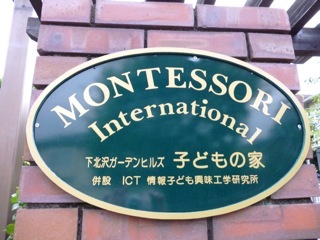 MONTESSORI
International
下北沢ガーデンヒルズ 子どもの家
併設 ICT 情報子ども興味工学研究所